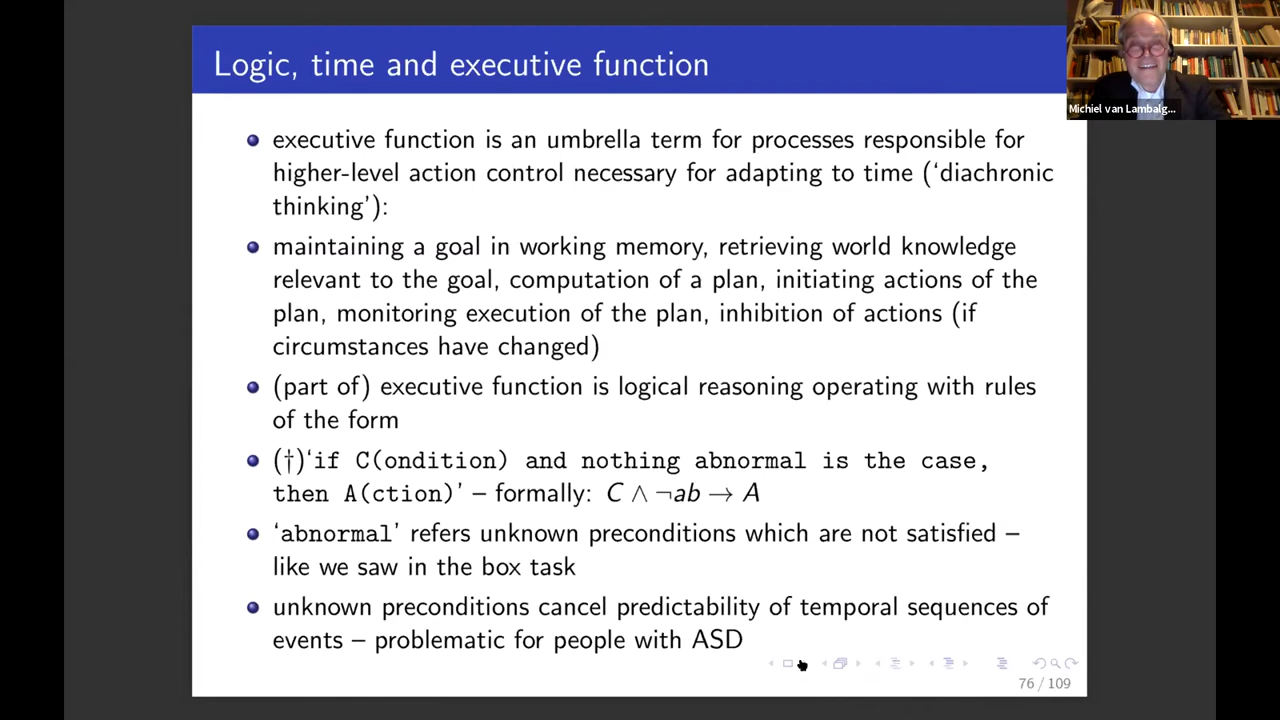 Logic, time and executive function
Michiel van Lambalg...
executive function is an umbrella term for processes responsible for
higher-level action control necessary for adapting to time (‘diachronic
thinking’):
maintaining a goal in working memory, retrieving world knowledge
relevant to the goal, computation of a plan, initiating actions of the
plan, monitoring execution of the plan, inhibition of actions (if
circumstances have changed)
(part of) executive function is logical reasoning operating with rules
of the form
(†)‘if C(ondition) and nothing abnormal is the case,
then A(ction)’ – formally: C ∧ ¬ab → A
‘abnormal’ refers unknown preconditions which are not satisfied –
like we saw in the box task
unknown preconditions cancel predictability of temporal sequences of
events – problematic for people with ASD
76 / 109